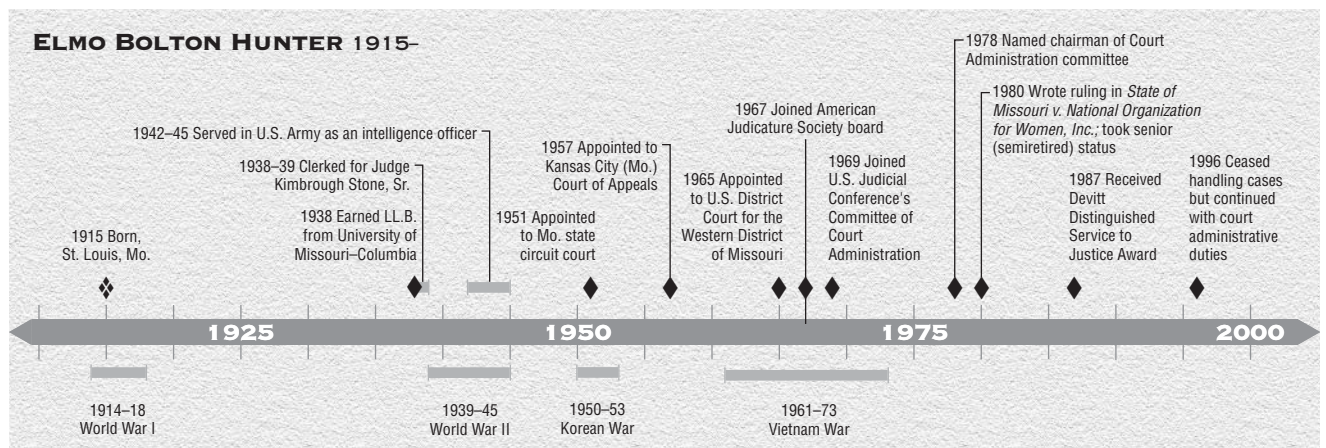 ELMO BOLTON HUNTER 1915–
1915 Born,
St. Louis, Mo.
1938 Earned LL.B.
from University of
Missouri–Columbia
1938–39 Clerked for Judge
Kimbrough Stone, Sr.
1942–45 Served in U.S. Army as an intelligence officer
1951 Appointed
to Mo. state
circuit court
1957 Appointed to
Kansas City (Mo.)
Court of Appeals
1965 Appointed
to U.S. District
Court for the
Western District
of Missouri
1967 Joined American
Judicature Society board
1969 Joined
U.S. Judicial
Conference's
Committee of
Court
Administration
1978 Named chairman of Court
Administration committee
1980 Wrote ruling in State of
Missouri v. National Organization
for Women, Inc.; took senior
(semiretired) status
1987 Received
Devitt
Distinguished
Service to
Justice Award
1996 Ceased
handling cases
but continued
with court
administrative
duties
1925
1950
1975
2000
1914–18
World War I
1939–45
World War II
1950–53
Korean War
1961–73
Vietnam War